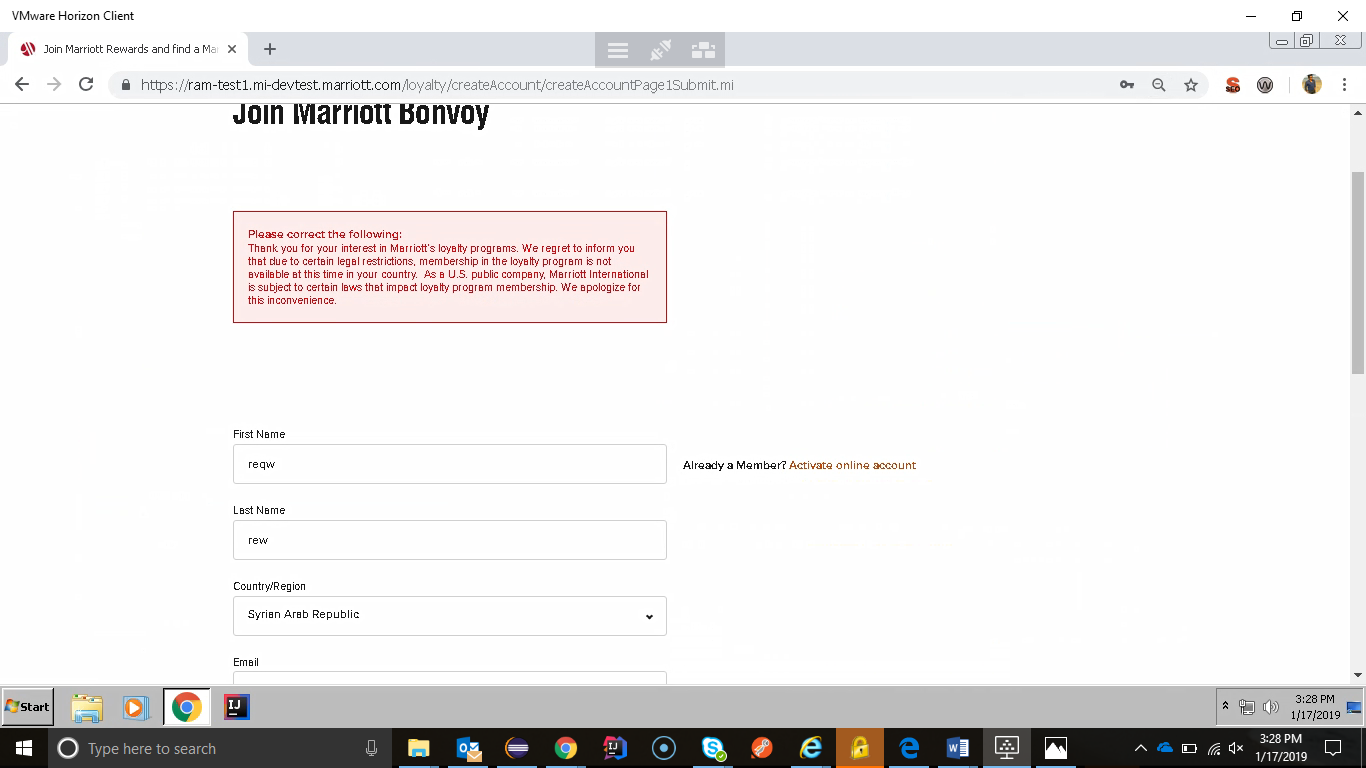 VMware Horizon Client
Join Marriott Rewards and find a Ma
https://ram-test1.mi-devtest.marriott.com/loyalty/createAccount/createAccountPage1Submit.mi
SEO
W
Join Marriott Bonvoy
Please correct the following:
Thank you for your interest in Marriott's loyalty programs. We regret to inform you
that due to certain legal restrictions, membership in the loyalty program is not
available at this time in your country. As a U.S. public company, Marriott International
is subject to certain laws that impact loyalty program membership. We apologize for
this inconvenience.
First Name
reqw
Already a Member? Activate online account
Last Name
rew
Country/Region
Syrian Arab Republic
Email
Start
IJ
3:28 PM
1/17/2019
Type here to search
3:28 PM
1/17/2019